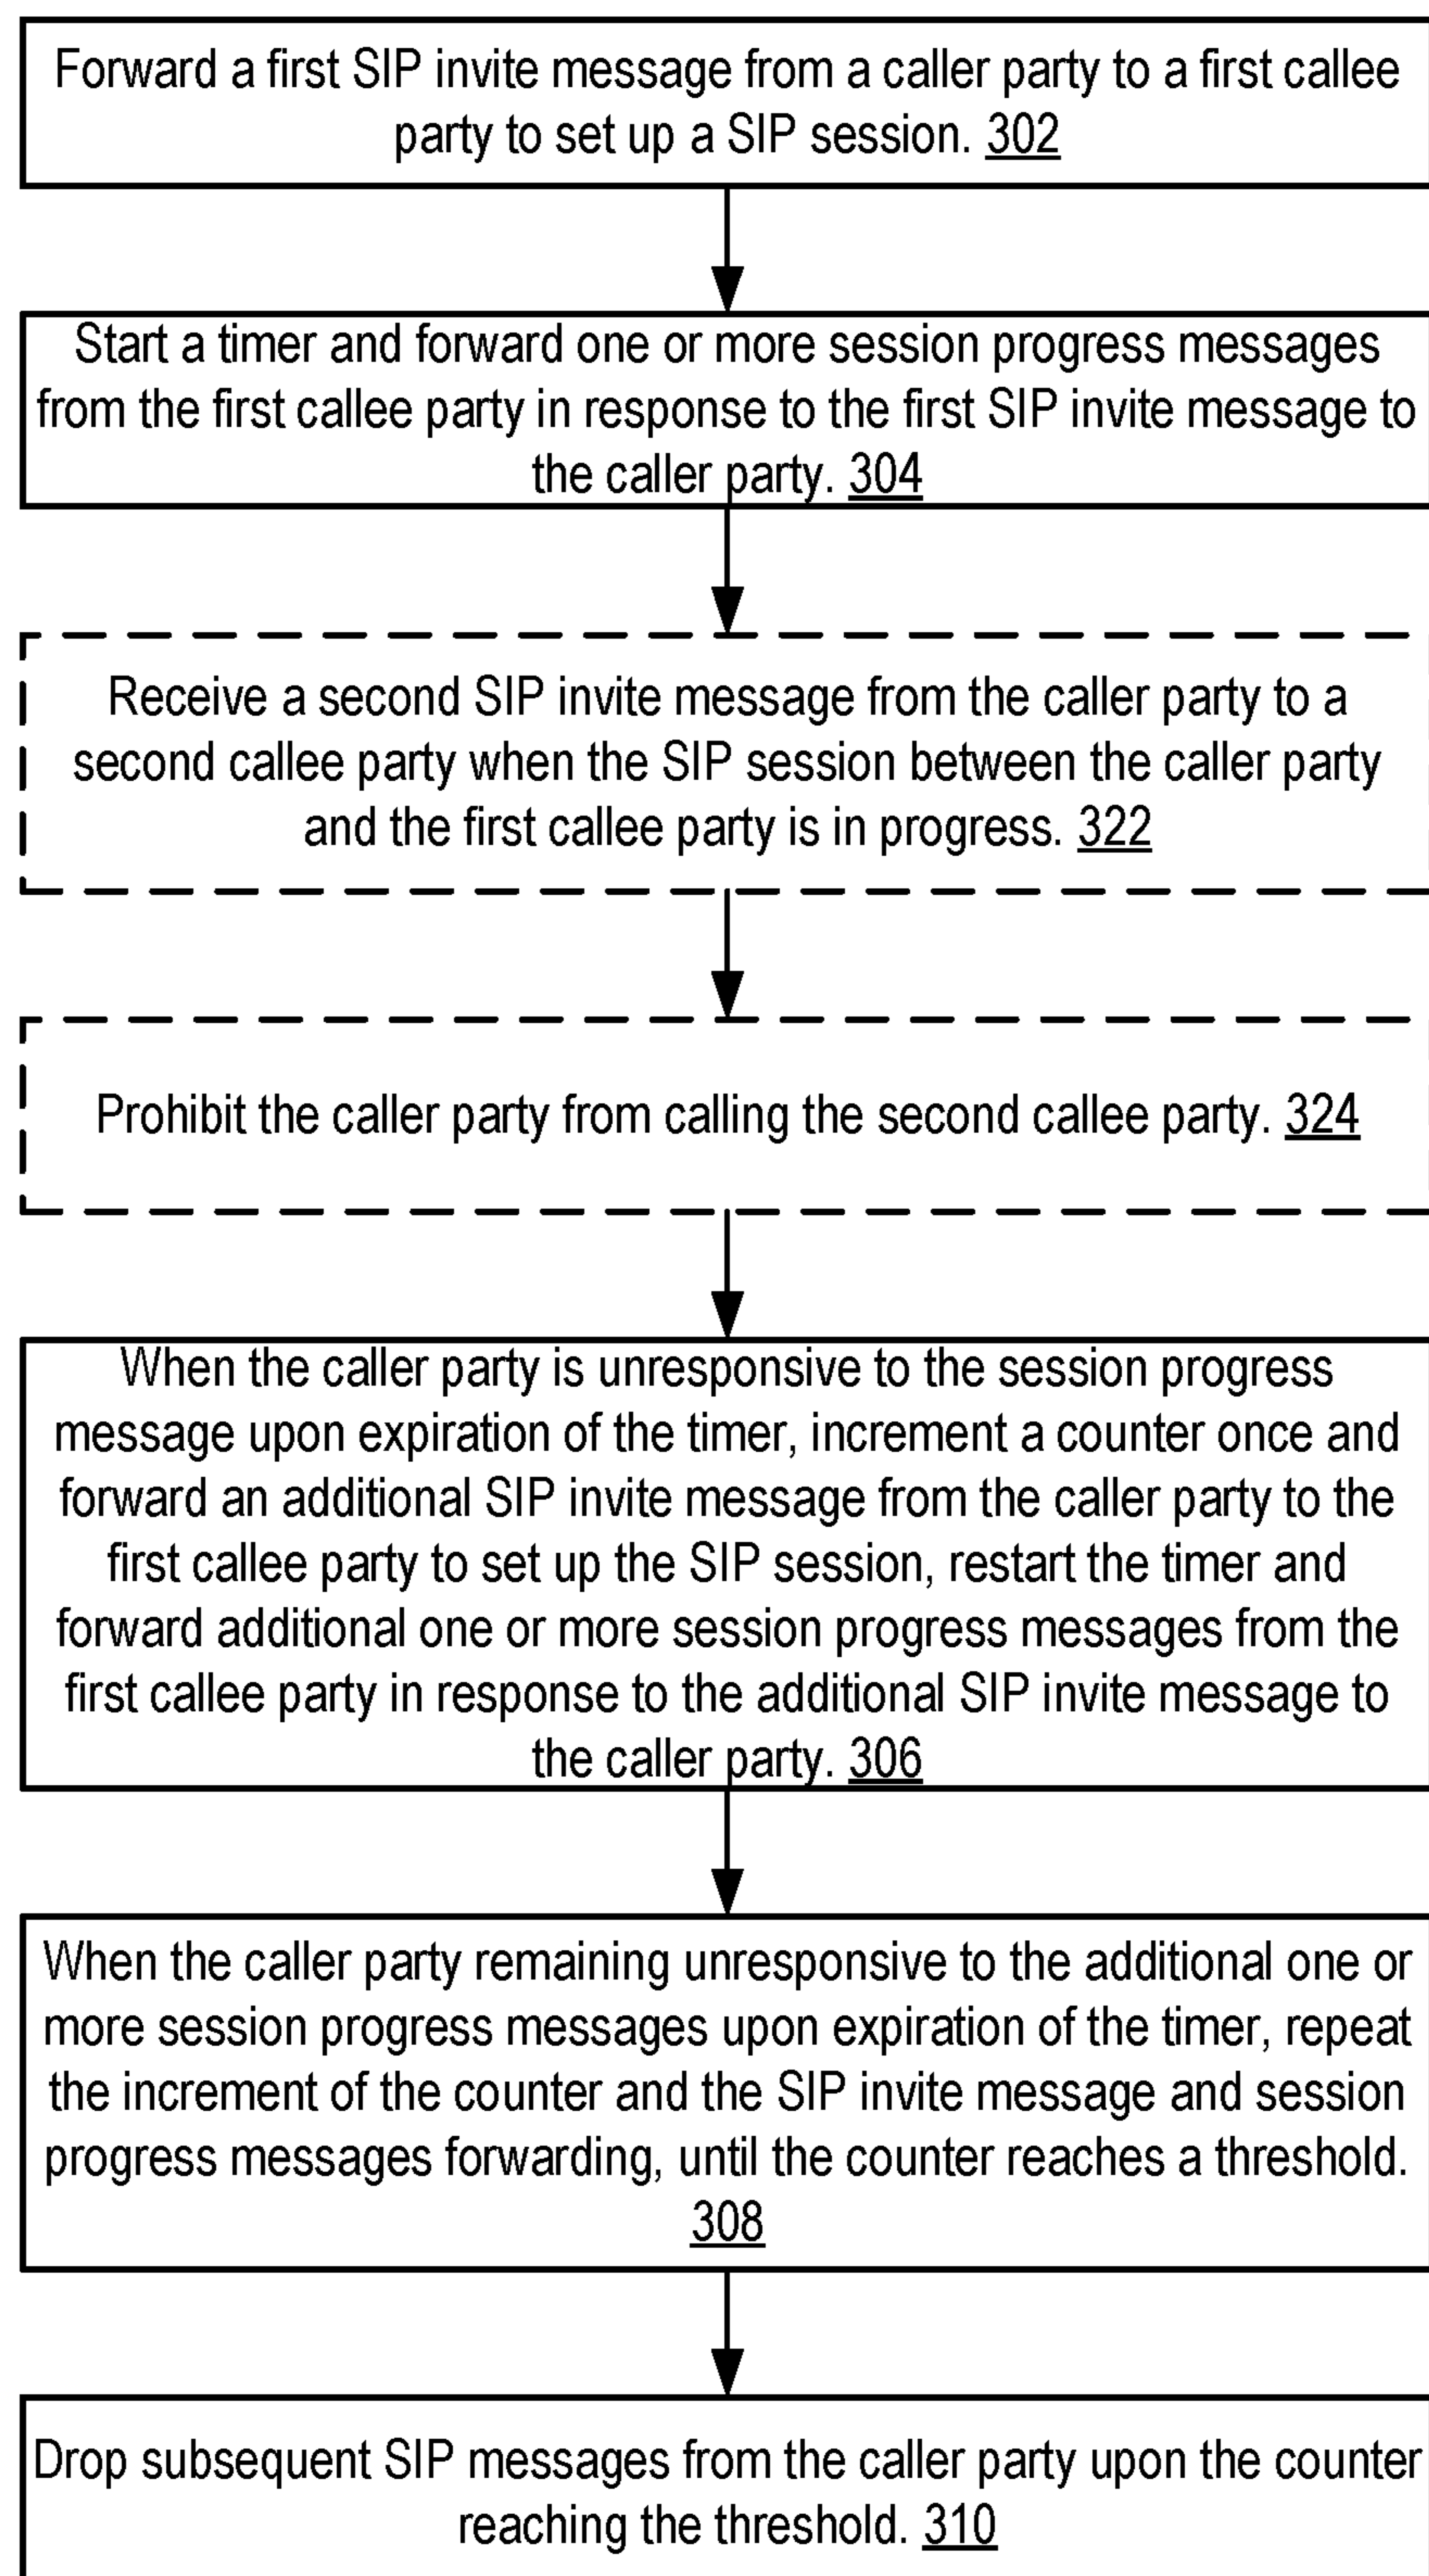 Forward a first SIP invite message from a caller party to a first callee
party to set up a SIP session. 302
Start a timer and forward one or more session progress messages
from the first callee party in response to the first SIP invite message to
the caller party. 304
Receive a second SIP invite message from the caller party to a
second callee party when the SIP session between the caller party
and the first callee party is in progress. 322
Prohibit the caller party from calling the second callee party. 324
When the caller party is unresponsive to the session progress
message upon expiration of the timer, increment a counter once and
forward an additional SIP invite message from the caller party to the
first callee party to set up the SIP session, restart the timer and
forward additional one or more session progress messages from the
first callee party in response to the additional SIP invite message to
the caller party. 306
When the caller party remaining unresponsive to the additional one or
more session progress messages upon expiration of the timer, repeat
the increment of the counter and the SIP invite message and session
progress messages forwarding, until the counter reaches a threshold.
308
Drop subsequent SIP messages from the caller party upon the counter
reaching the threshold. 310